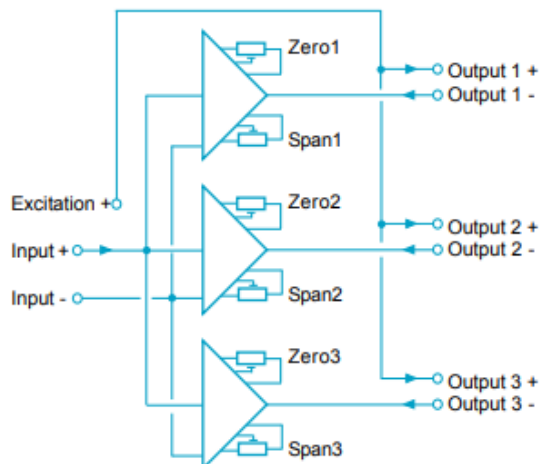 Zero1
Output 1 +
Output 1 -
Span1
Excitation +
Zero2
Output 2 +
Input +
Output 2 -
Input -
Span2
Zero3
Output 3 +
Output 3 -
Span3